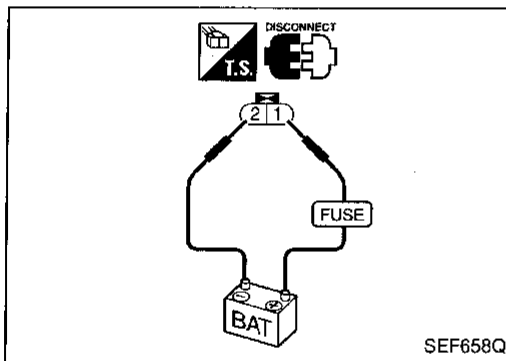 DISCONNECT
T.S.
2 1
FUSE
BAT
SEF658Q